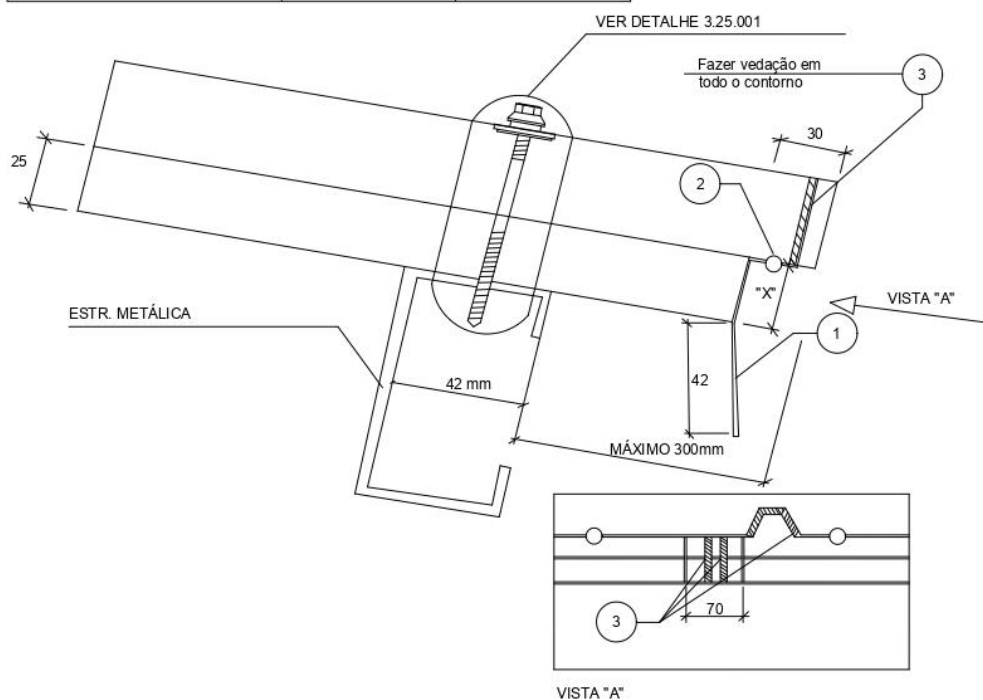 VER DETALHE 3.25.001
Fazer vedação em
todo o contorno
3
30
25
2
"X"
VISTA "A"
ESTR. METÁLICA
1
42 mm
42
MÁXIMO 300mm
3
70
VISTA "A"